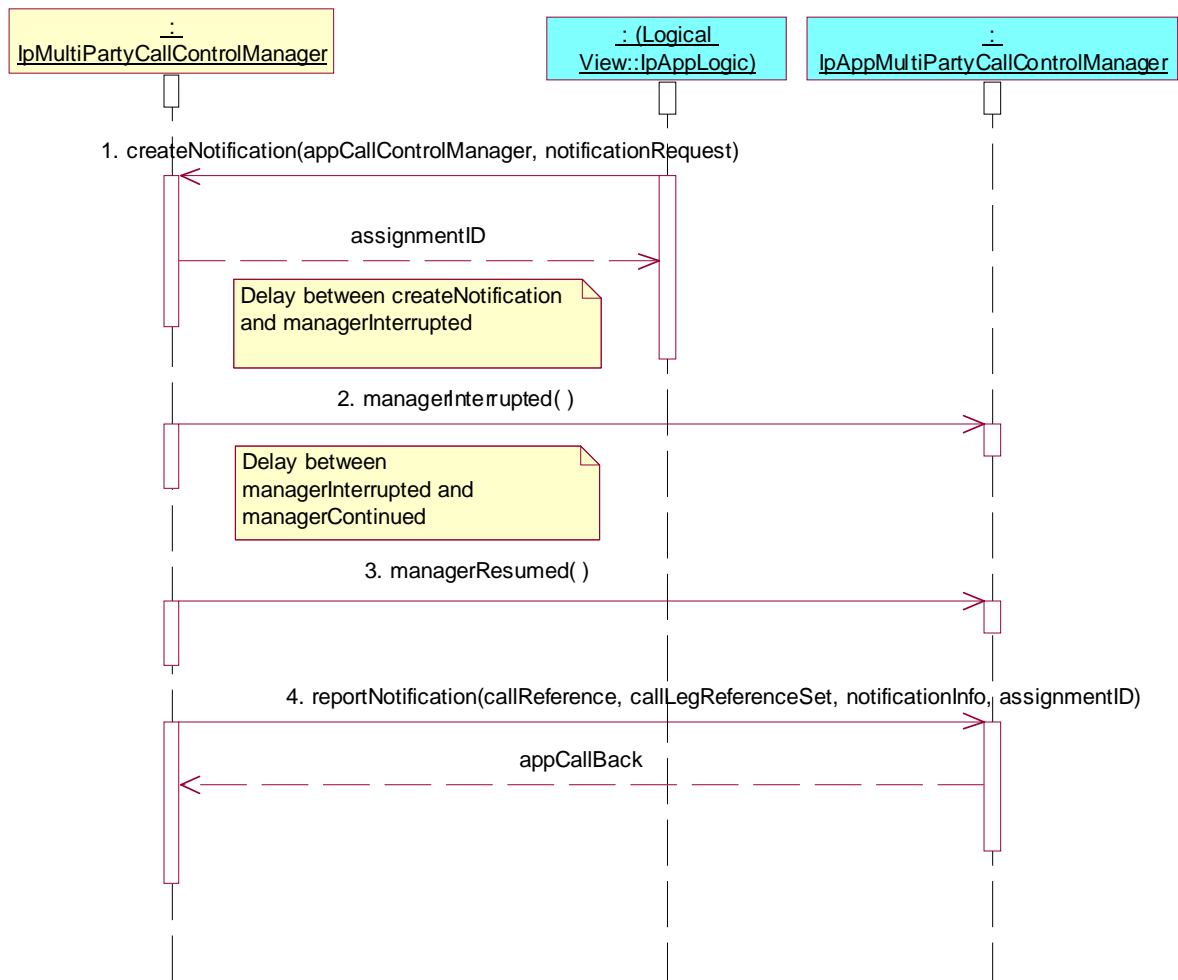 :
IpMultiPartyCallControlManager
: (Logical
View::IpAppLogic)
:
IpAppMultiPartyCallControlManager
1. createNotification(appCallControlManager, notificationRequest)
assignmentID
Delay between createNotification
and managerInterrupted
2. managerInterrupted( )
Delay between
managerInterrupted and
managerContinued
3. managerResumed( )
4. reportNotification(callReference, callLegReferenceSet, notificationInfo, assignmentID)
appCallBack